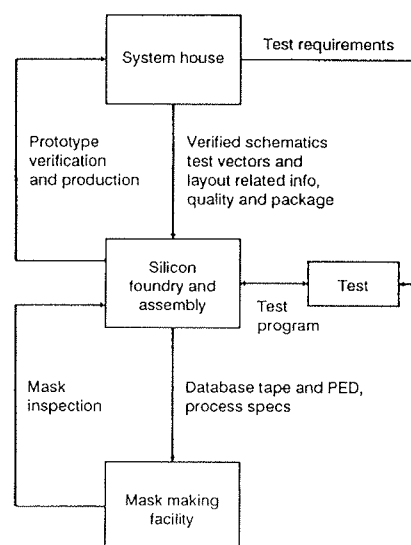 System house
Test requirements
Prototype
verification
and production
Verified schematics
test vectors and
layout related info,
quality and package
Silicon
foundry and
assembly
Test
Test
program
Mask
inspection
Database tape and PED,
process specs
Mask making
facility